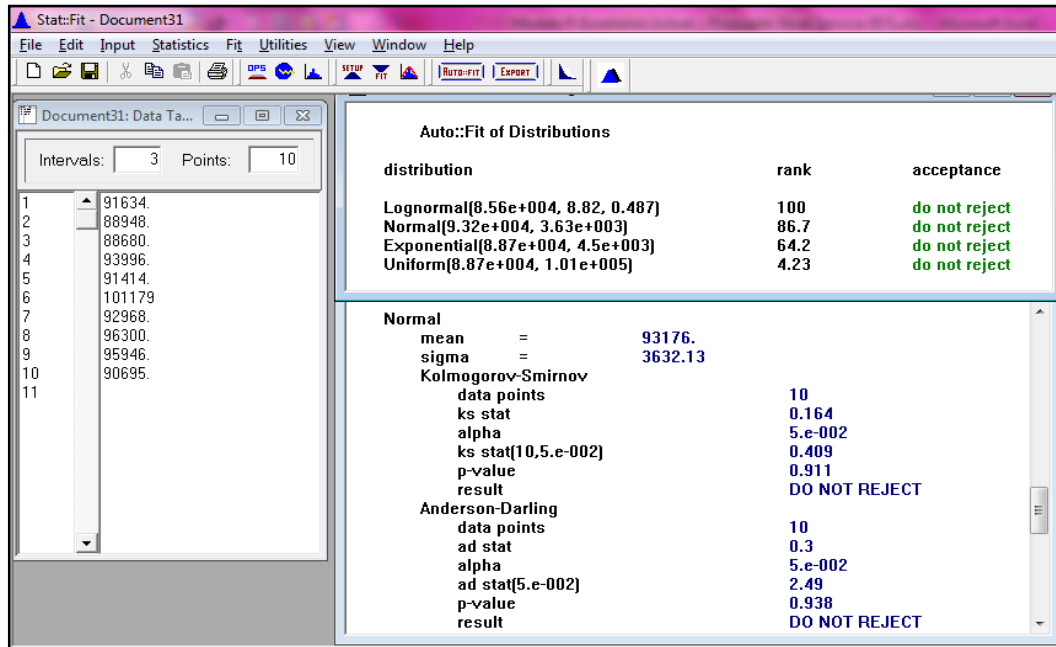 Stat::Fit - Document31
File Edit Input Statistics Fit Utilities View Window Help
OPS SETUP FIT AUTO::FIT EXPORT
Document31: Data Ta...
Intervals: 3 Points: 10
1 91634.
2 88948.
3 88680.
4 93996.
5 91414.
6 101179
7 92968.
8 96300.
9 95946.
10 90695.
11
Auto::Fit of Distributions
distribution rank acceptance
Lognormal(8.56e+004, 8.82, 0.487) 100 do not reject
Normal(9.32e+004, 3.63e+003) 86.7 do not reject
Exponential(8.87e+004, 4.5e+003) 64.2 do not reject
Uniform(8.87e+004, 1.01e+005) 4.23 do not reject
Normal
mean = 93176.
sigma = 3632.13
Kolmogorov-Smirnov
data points 10
ks stat 0.164
alpha 5.e-002
ks stat(10,5.e-002) 0.409
p-value 0.911
result DO NOT REJECT
Anderson-Darling
data points 10
ad stat 0.3
alpha 5.e-002
ad stat(5.e-002) 2.49
p-value 0.938
result DO NOT REJECT